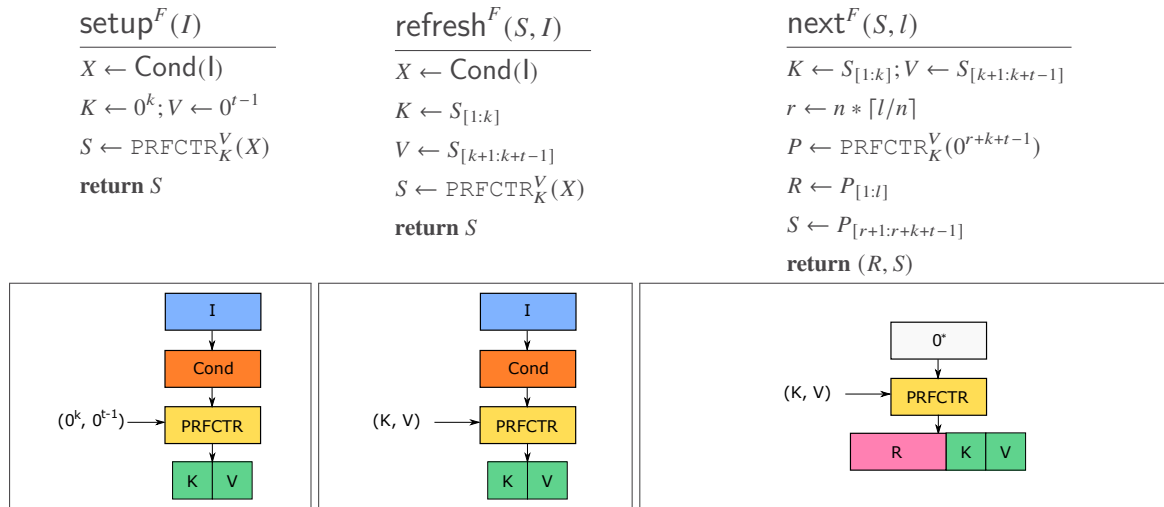 setup^F(I)
X ← Cond(I)
K ← 0^k; V ← 0^{t−1}
S ← PRFCTR_K^V(X)
return S
refresh^F(S, I)
X ← Cond(I)
K ← S_{[1:k]}
V ← S_{[k+1:k+t−1]}
S ← PRFCTR_K^V(X)
return S
next^F(S, l)
K ← S_{[1:k]}; V ← S_{[k+1:k+t−1]}
r ← n * ⌈l/n⌉
P ← PRFCTR_K^V(0^{r+k+t−1})
R ← P_{[1:l]}
S ← P_{[r+1:r+k+t−1]}
return (R, S)
I
Cond
(0^k, 0^{t-1})
PRFCTR
K V
I
Cond
(K, V)
PRFCTR
K V
0^*
(K, V)
PRFCTR
R K V